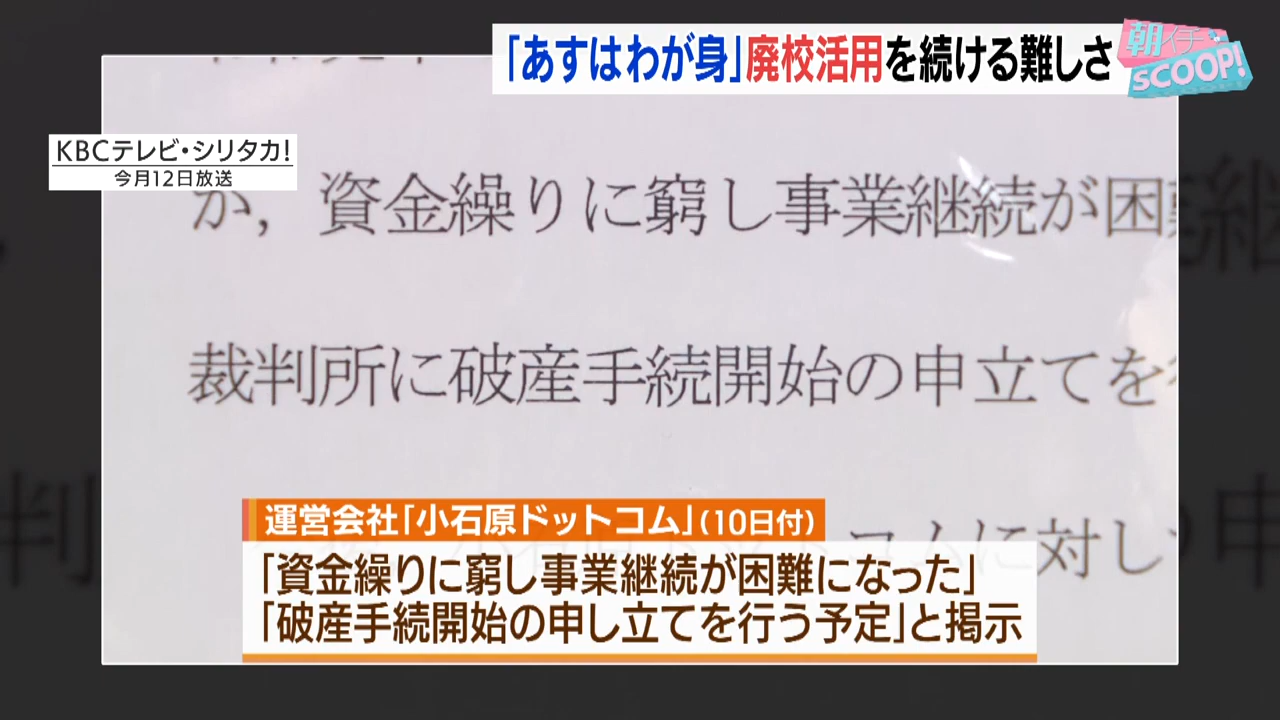 「あすはわが身」廃校活用を続ける難しさ
朝イチ
SCOOP!
KBCテレビ・シリタカ!
今月12日放送
が，資金繰りに窮し事業継続が困
裁判所に破産手続開始の申立てを
コムに対し
運営会社「小石原ドットコム」(10日付)
「資金繰りに窮し事業継続が困難になった」
「破産手続開始の申し立てを行う予定」と掲示